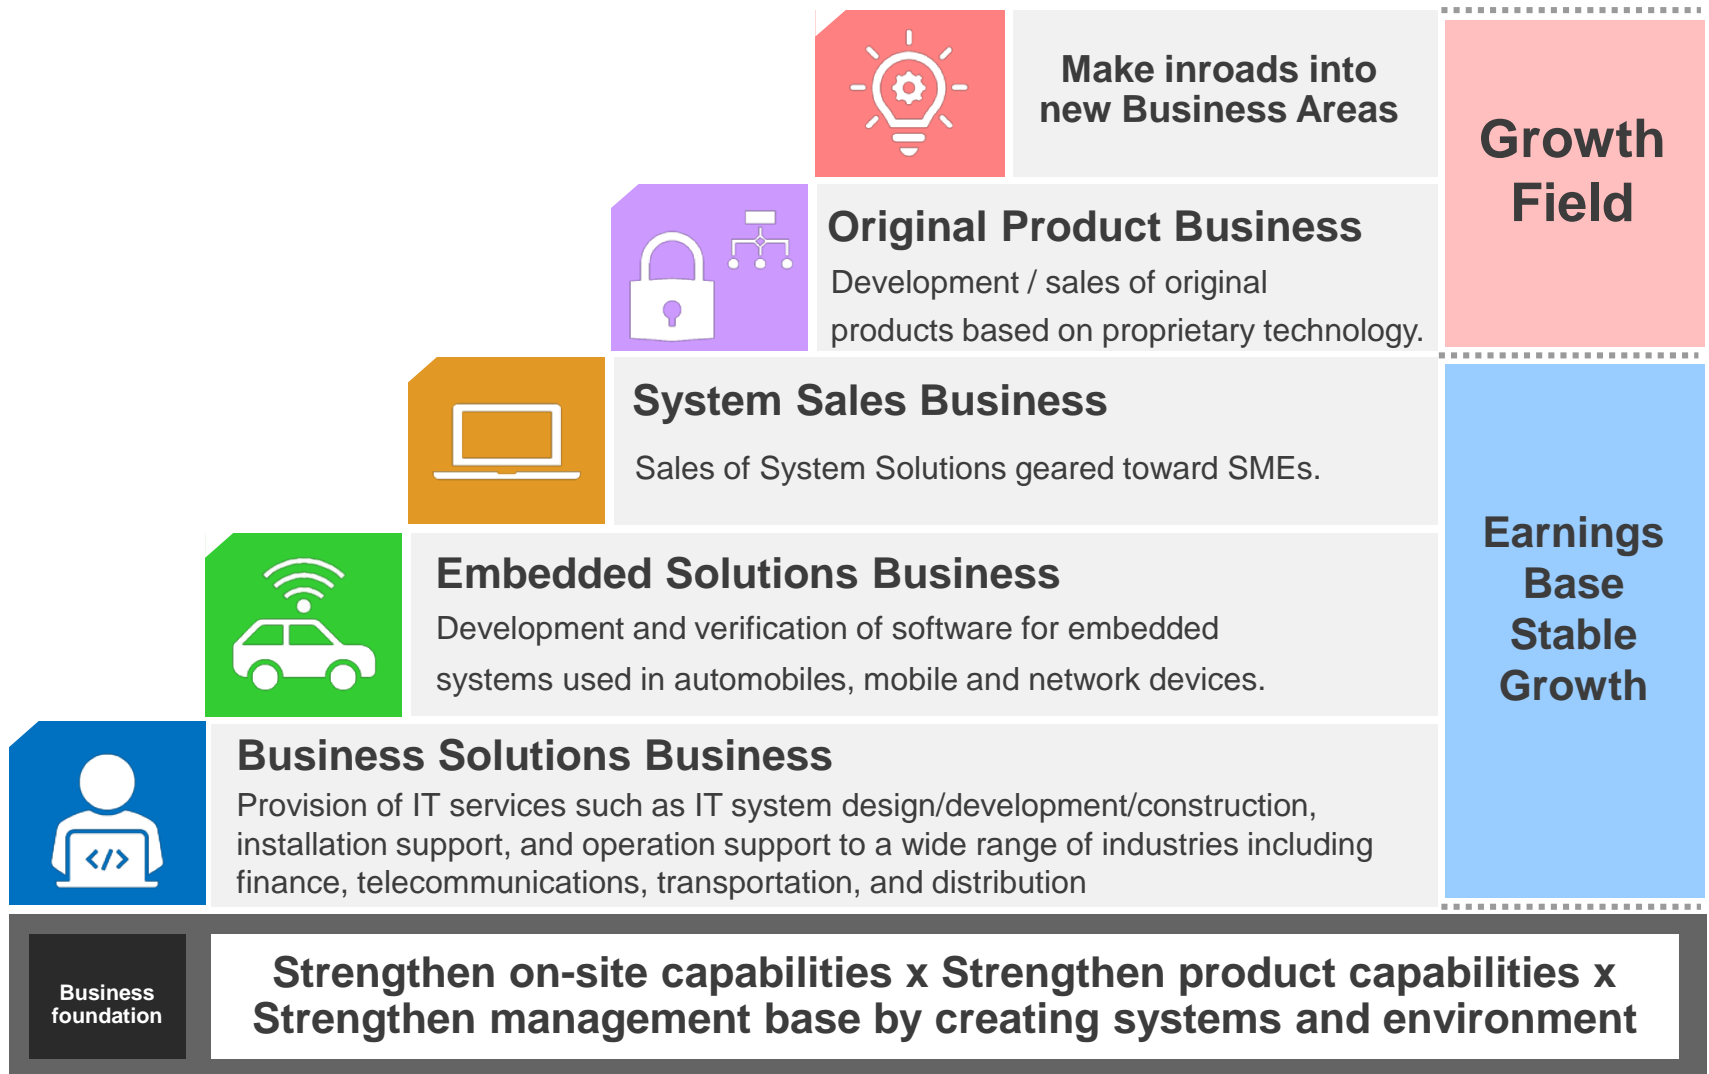 Make inroads into
new Business Areas
Growth
Field
Original Product Business
Development / sales of original
products based on proprietary technology.
System Sales Business
Sales of System Solutions geared toward SMEs.
Embedded Solutions Business
Development and verification of software for embedded
systems used in automobiles, mobile and network devices.
Earnings
Base
Stable
Growth
</>
Business Solutions Business
Provision of IT services such as IT system design/development/construction,
installation support, and operation support to a wide range of industries including
finance, telecommunications, transportation, and distribution
Business
foundation
Strengthen on-site capabilities x Strengthen product capabilities x
Strengthen management base by creating systems and environment